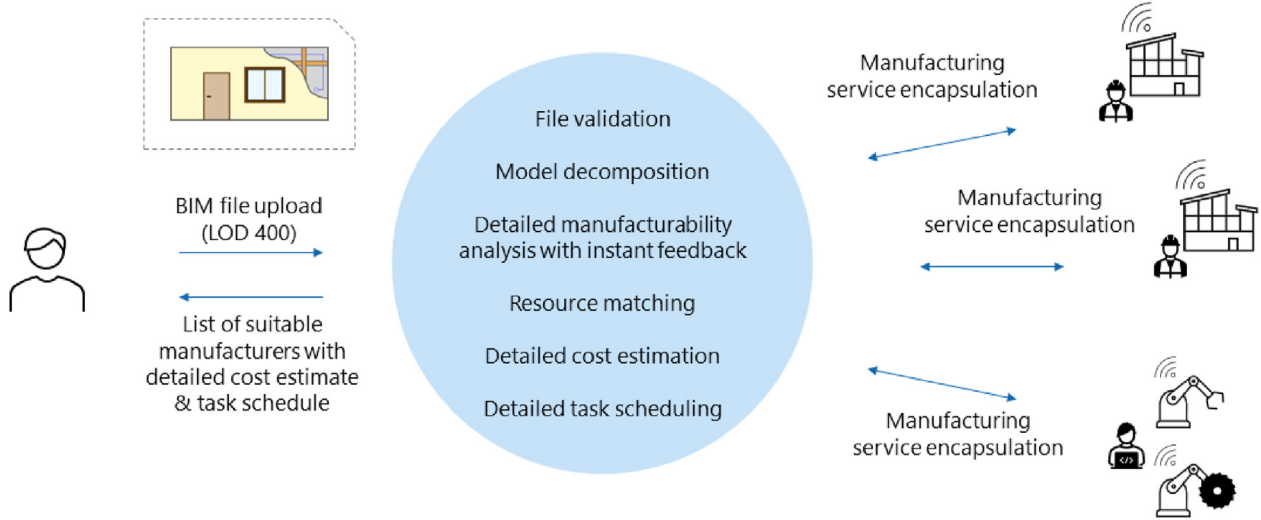 BIM file upload
(LOD 400)
List of suitable
manufacturers with
detailed cost estimate
& task schedule
File validation
Model decomposition
Detailed manufacturability
analysis with instant feedback
Resource matching
Detailed cost estimation
Detailed task scheduling
Manufacturing
service encapsulation
Manufacturing
service encapsulation
Manufacturing
service encapsulation
</>